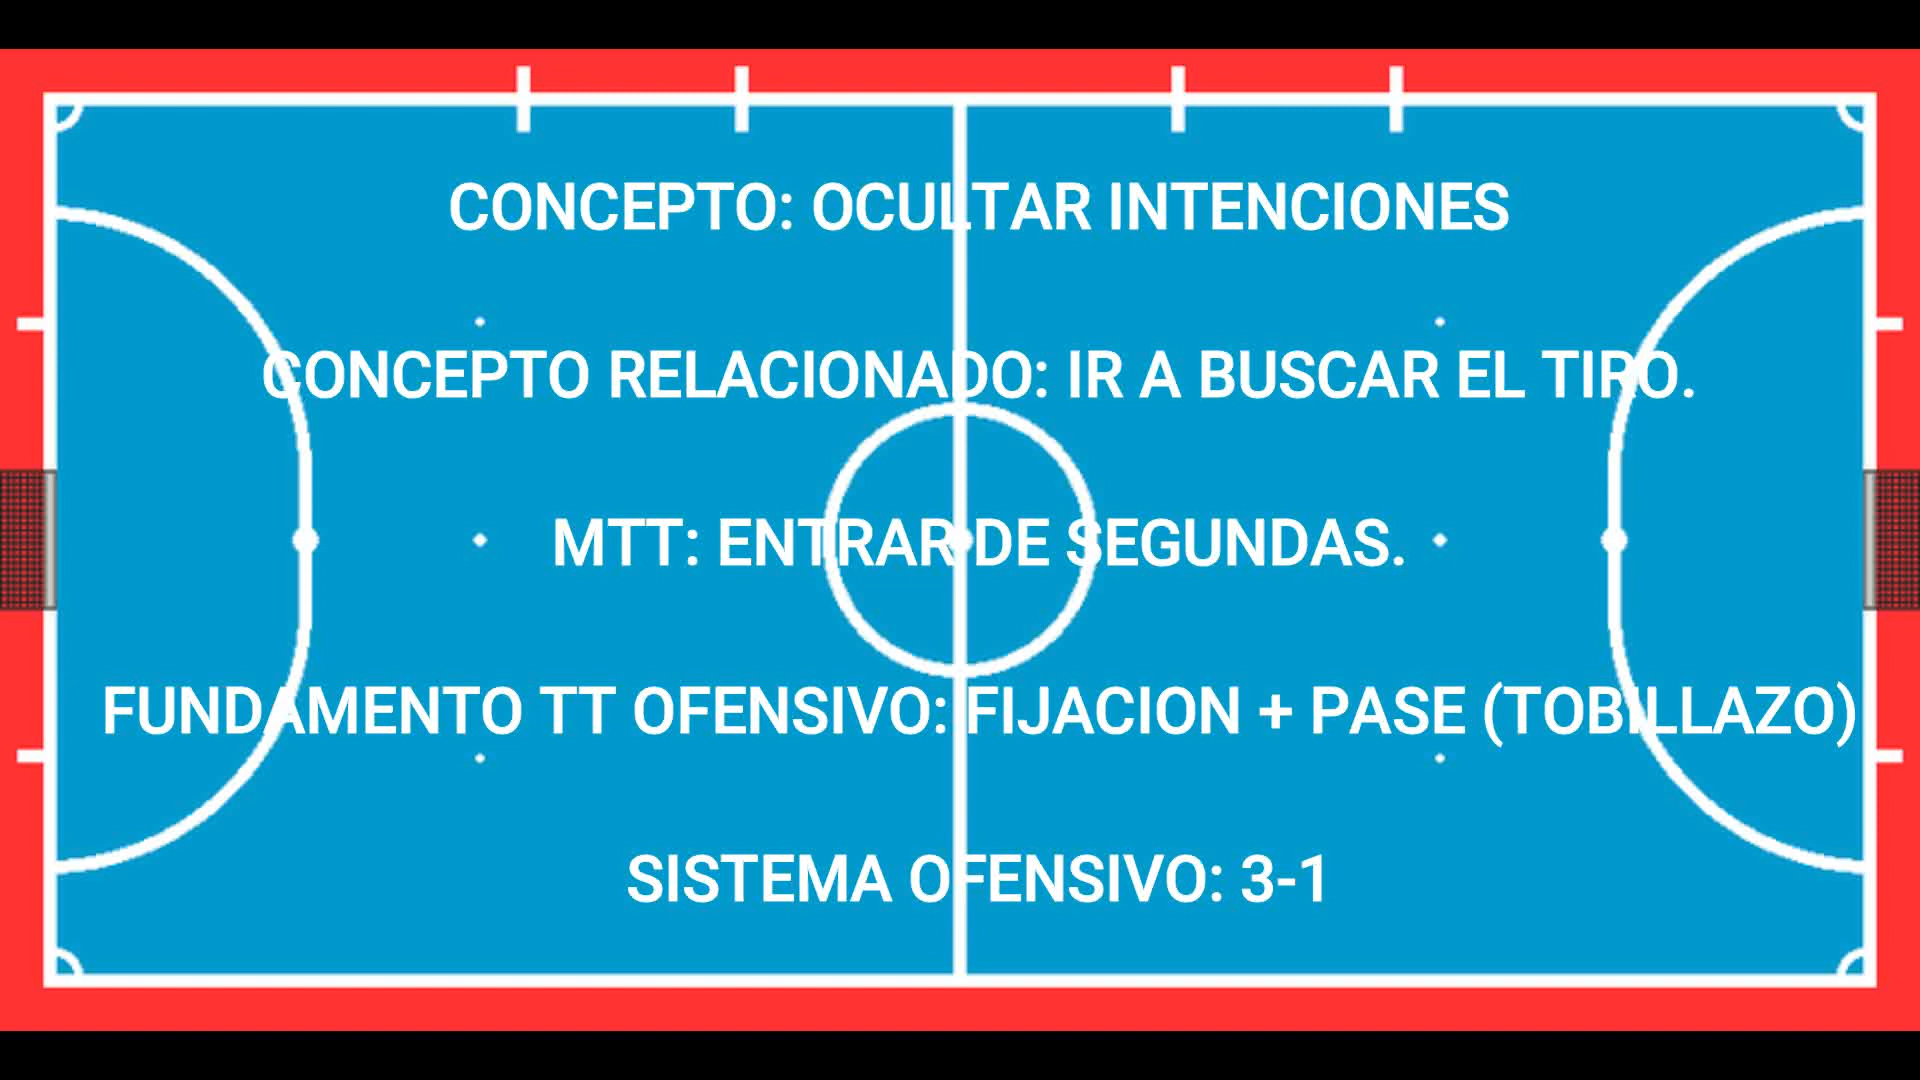 CONCEPTO: OCULTAR INTENCIONES
CONCEPTO RELACIONADO: IR A BUSCAR EL TIRO.
MTT: ENTRAR DE SEGUNDAS.
FUNDAMENTO TT OFENSIVO: FIJACION + PASE (TOBILLAZO)
SISTEMA OFENSIVO: 3-1